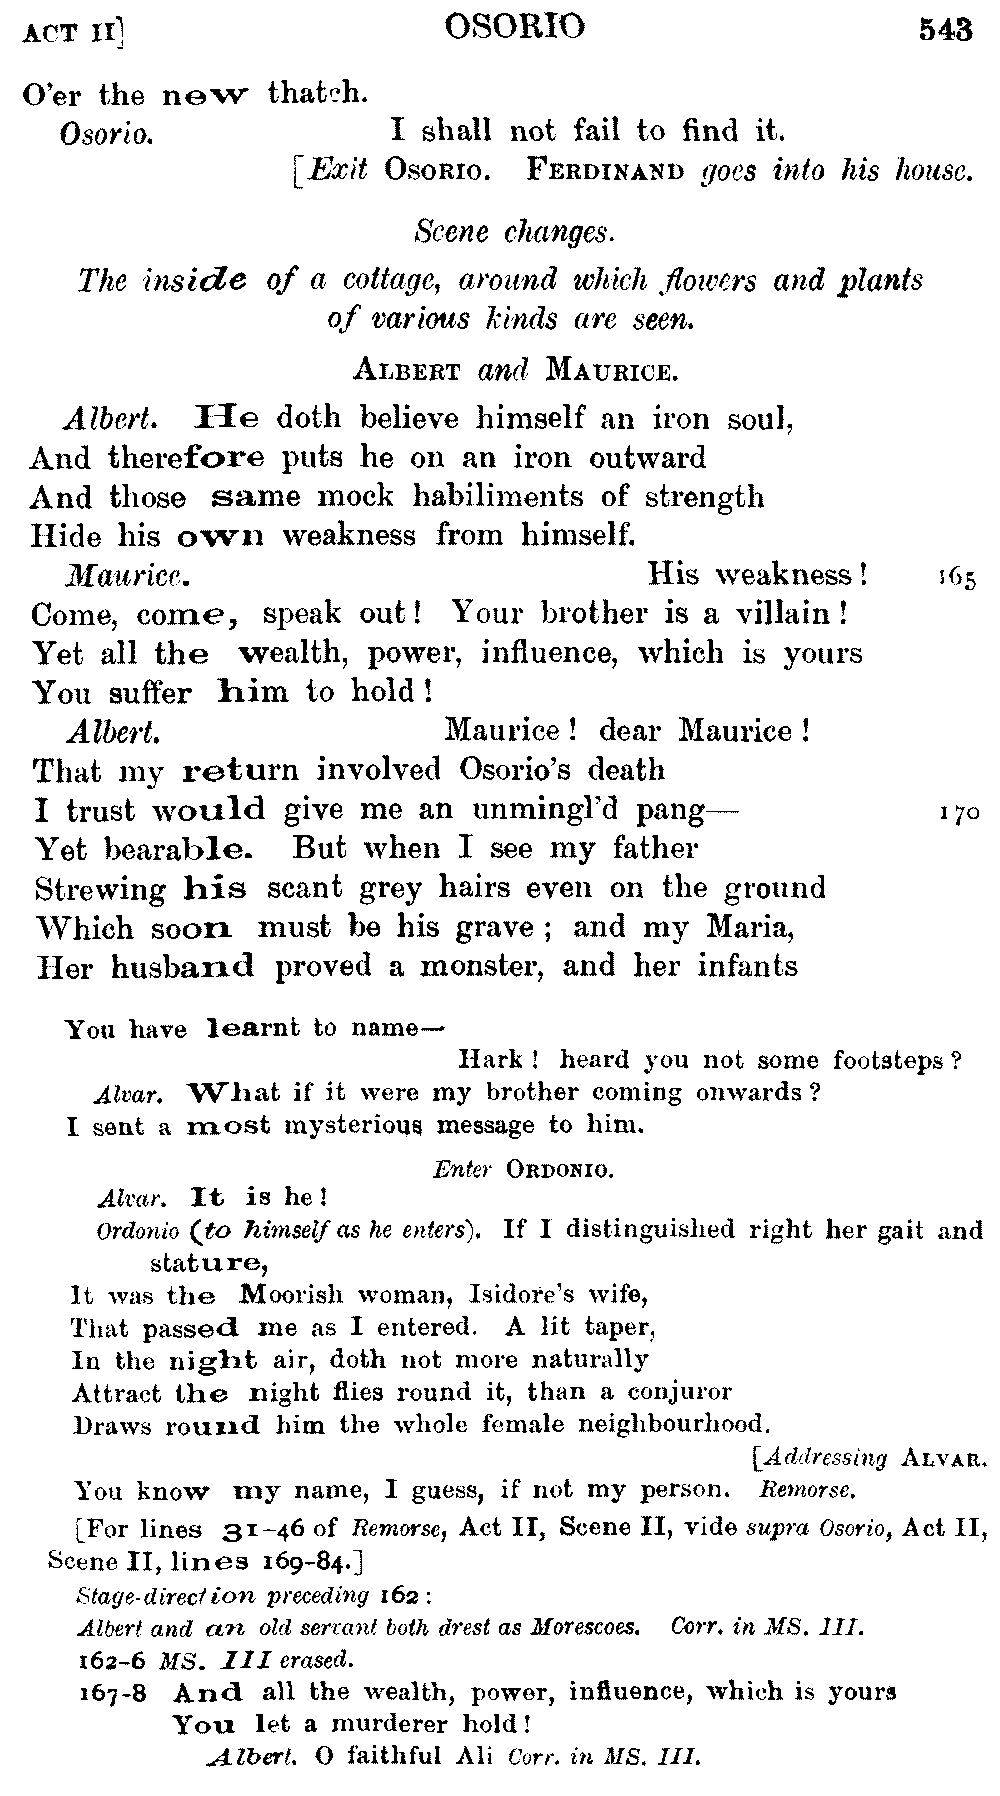 ACT II] OSORIO 543
O'er the new thatch.
Osorio. I shall not fail to find it.
[Exit OSORIO. FERDINAND goes into his house.
Scene changes.
The inside of a cottage, around which flowers and plants
of various kinds are seen.
ALBERT and MAURICE.
Albert. He doth believe himself an iron soul,
And therefore puts he on an iron outward
And those same mock habiliments of strength
Hide his own weakness from himself.
Maurice. His weakness! 165
Come, come, speak out! Your brother is a villain!
Yet all the wealth, power, influence, which is yours
You suffer him to hold!
Albert. Maurice! dear Maurice!
That my return involved Osorio's death
I trust would give me an unmingl'd pang— 170
Yet bearable. But when I see my father
Strewing his scant grey hairs even on the ground
Which soon must be his grave; and my Maria,
Her husband proved a monster, and her infants
You have learnt to name—
Hark! heard you not some footsteps?
Alvar. What if it were my brother coming onwards?
I sent a most mysterious message to him.
Enter ORDONIO.
Alvar. It is he!
Ordonio (to himself as he enters). If I distinguished right her gait and
stature,
It was the Moorish woman, Isidore's wife,
That passed me as I entered. A lit taper,
In the night air, doth not more naturally
Attract the night flies round it, than a conjuror
Draws round him the whole female neighbourhood.
[Addressing ALVAR.
You know my name, I guess, if not my person. Remorse.
[For lines 31-46 of Remorse, Act II, Scene II, vide supra Osorio, Act II,
Scene II, lines 169-84.]
Stage-direction preceding 162:
Albert and an old servant both drest as Morescoes. Corr. in MS. III.
162-6 MS. III erased.
167-8 And all the wealth, power, influence, which is yours
You let a murderer hold!
Albert. O faithful Ali Corr. in MS. III.